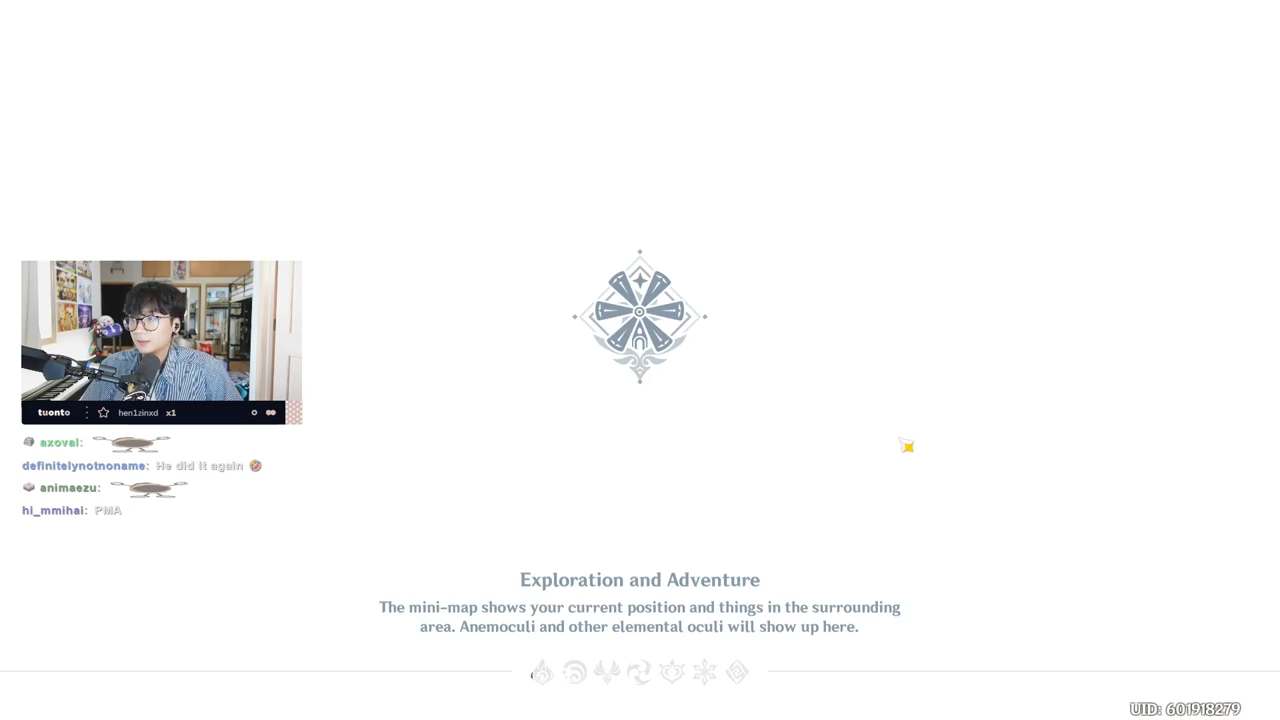 tuonto
hen1zinxd x1
axoval:
definitelynotnoname: He did it again
animaezu:
hi_mmihai: PMA
Exploration and Adventure
The mini-map shows your current position and things in the surrounding
area. Anemoculi and other elemental oculi will show up here.
UID: 601918279